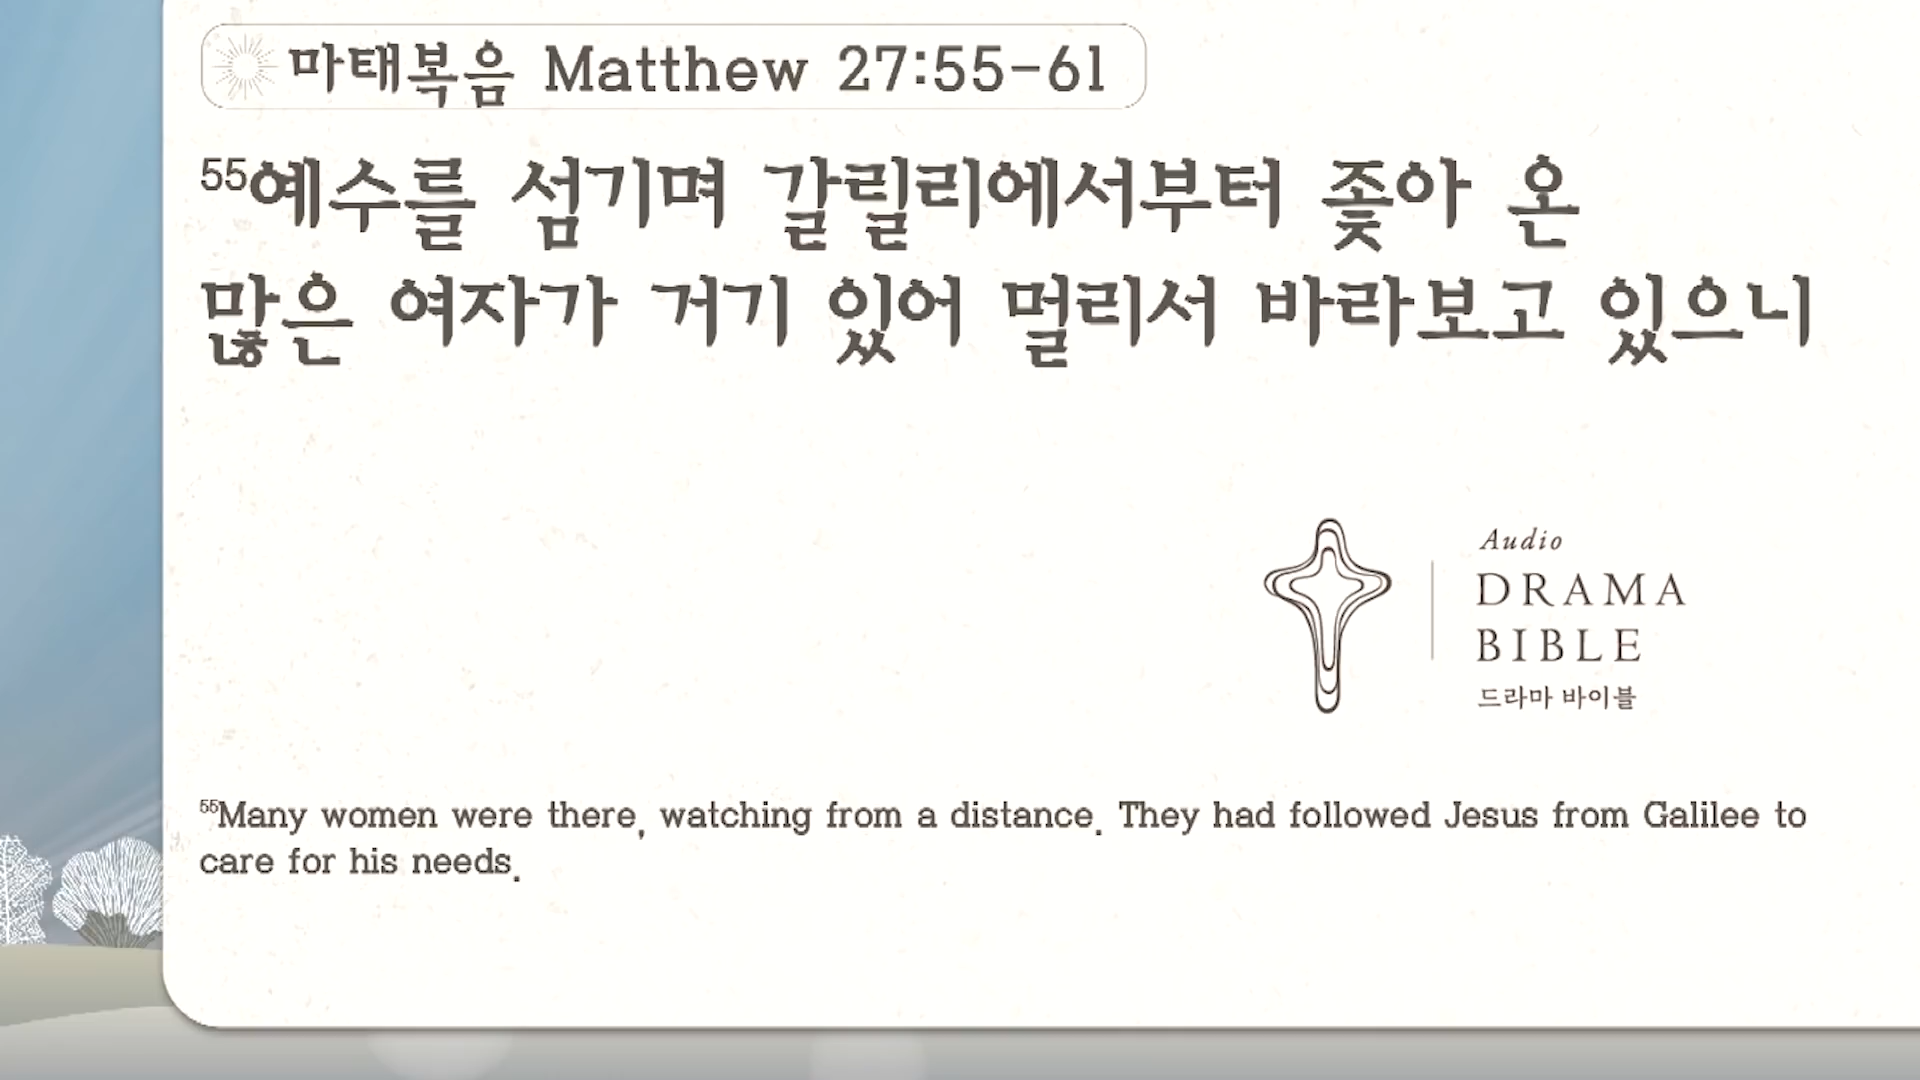 마태복음 Matthew 27:55-61
55예수를 섬기며 갈릴리에서부터 좇아 온
많은 여자가 거기 있어 멀리서 바라보고 있으니
Audio
DRAMA
BIBLE
드라마 바이블
55Many women were there, watching from a distance. They had followed Jesus from Galilee to
care for his needs.